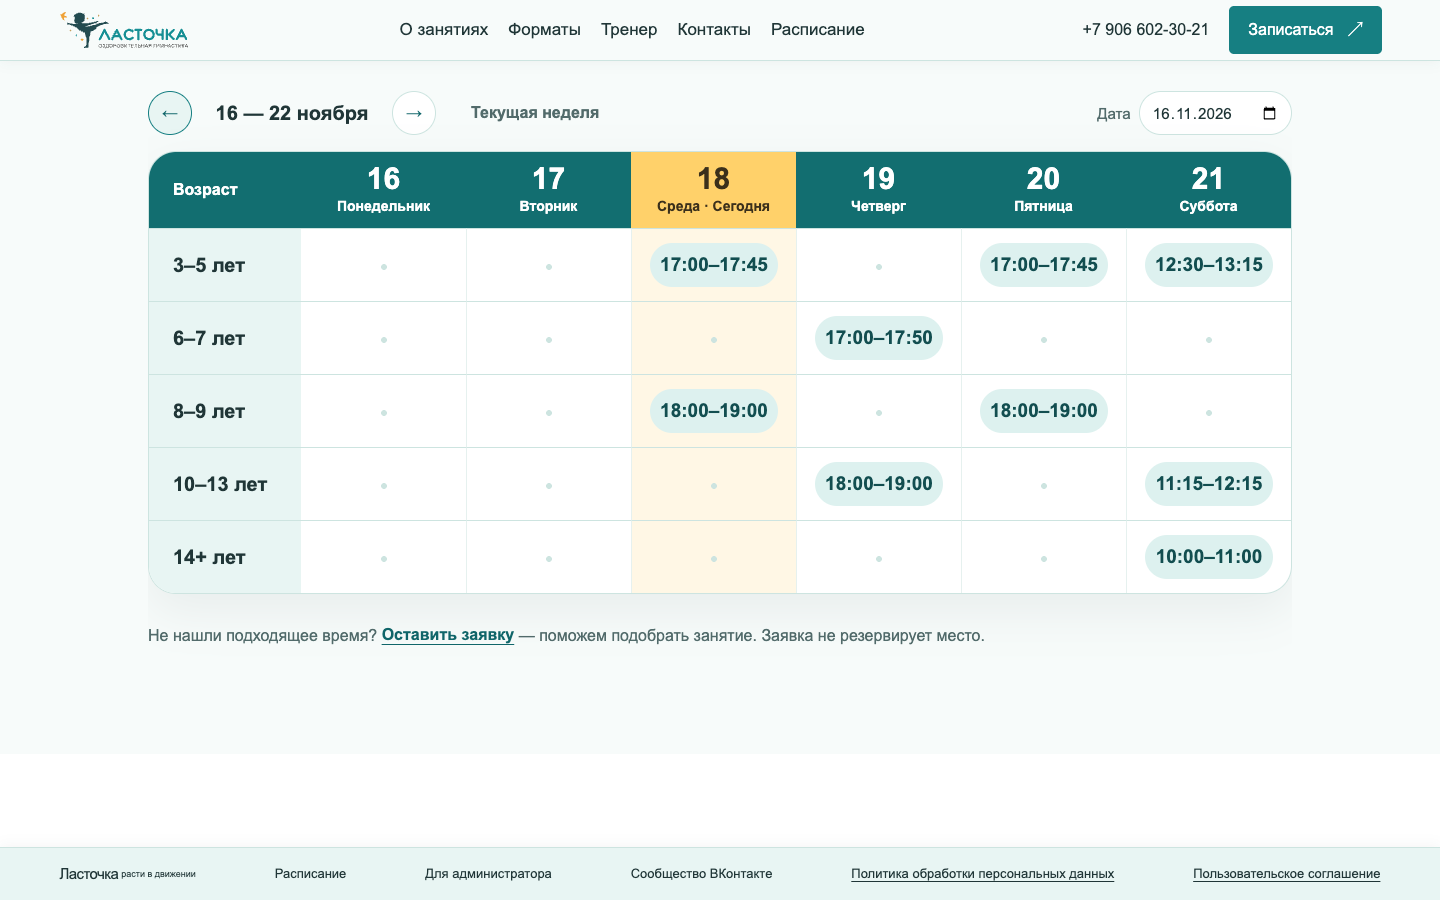 ЛАСТОЧКА
ОЗДОРОВИТЕЛЬНАЯ ГИМНАСТИКА
О занятиях Форматы Тренер Контакты Расписание
+7 906 602-30-21
Записаться ↗
← 16 — 22 ноября → Текущая неделя
Дата 16.11.2026
Возраст 16 17 18 19 20 21
Понедельник Вторник Среда · Сегодня Четверг Пятница Суббота
3–5 лет 17:00–17:45 17:00–17:45 12:30–13:15
6–7 лет 17:00–17:50
8–9 лет 18:00–19:00 18:00–19:00
10–13 лет 18:00–19:00 11:15–12:15
14+ лет 10:00–11:00
Не нашли подходящее время? Оставить заявку — поможем подобрать занятие. Заявка не резервирует место.
Ласточка расти в движении Расписание Для администратора Сообщество ВКонтакте Политика обработки персональных данных Пользовательское соглашение